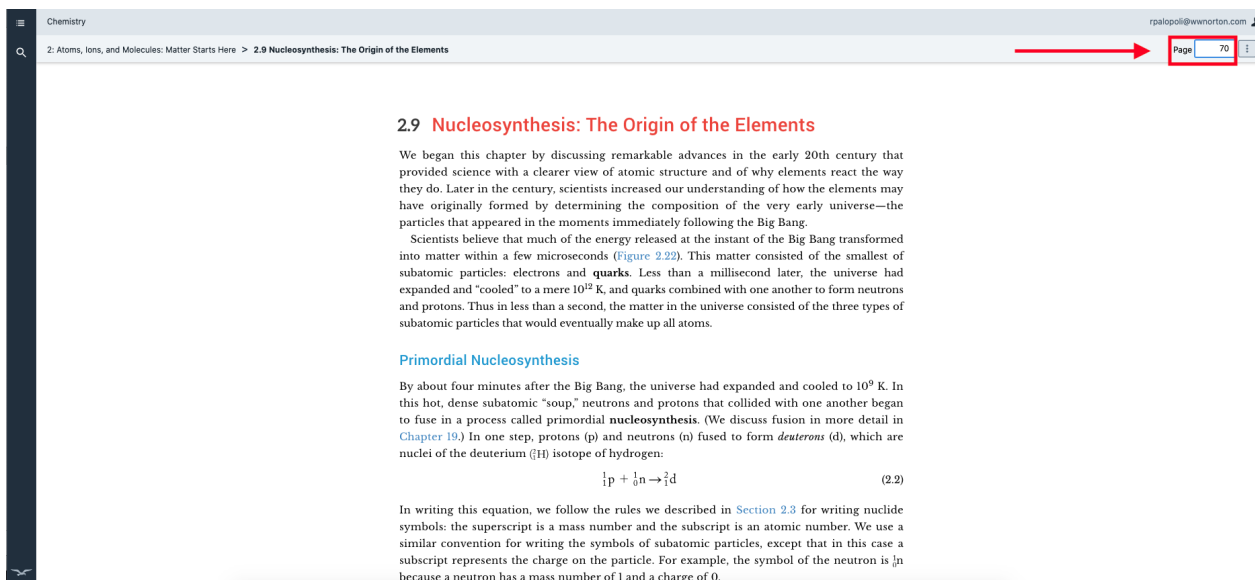 Chemistry
rpalopoli@wwnorton.com
2: Atoms, Ions, and Molecules: Matter Starts Here > 2.9 Nucleosynthesis: The Origin of the Elements
Page 70
2.9 Nucleosynthesis: The Origin of the Elements
We began this chapter by discussing remarkable advances in the early 20th century that
provided science with a clearer view of atomic structure and of why elements react the way
they do. Later in the century, scientists increased our understanding of how the elements may
have originally formed by determining the composition of the very early universe—the
particles that appeared in the moments immediately following the Big Bang.
Scientists believe that much of the energy released at the instant of the Big Bang transformed
into matter within a few microseconds (Figure 2.22). This matter consisted of the smallest of
subatomic particles: electrons and quarks. Less than a millisecond later, the universe had
expanded and “cooled” to a mere 10¹² K, and quarks combined with one another to form neutrons
and protons. Thus in less than a second, the matter in the universe consisted of the three types of
subatomic particles that would eventually make up all atoms.
Primordial Nucleosynthesis
By about four minutes after the Big Bang, the universe had expanded and cooled to 10⁹ K. In
this hot, dense subatomic “soup,” neutrons and protons that collided with one another began
to fuse in a process called primordial nucleosynthesis. (We discuss fusion in more detail in
Chapter 19.) In one step, protons (p) and neutrons (n) fused to form deuterons (d), which are
nuclei of the deuterium (²₁H) isotope of hydrogen:
¹₁p + ¹₀n → ²₁d (2.2)
In writing this equation, we follow the rules we described in Section 2.3 for writing nuclide
symbols: the superscript is a mass number and the subscript is an atomic number. We use a
similar convention for writing the symbols of subatomic particles, except that in this case a
subscript represents the charge on the particle. For example, the symbol of the neutron is ¹₀n
because a neutron has a mass number of 1 and a charge of 0.